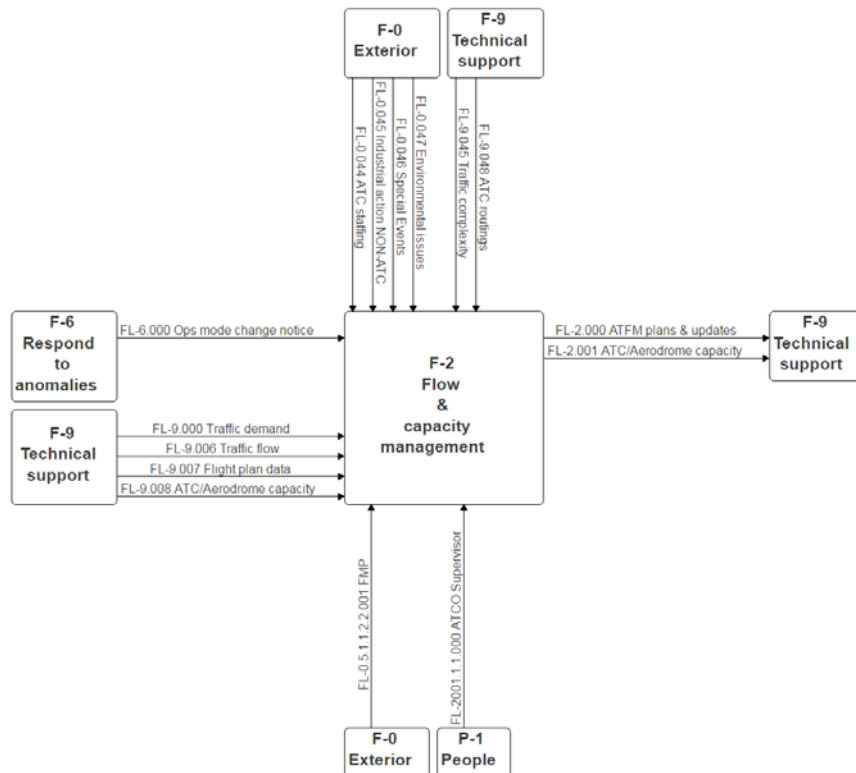 F-0
Exterior
F-9
Technical
support
FL-0.044 ATC staffing
FL-0.045 Industrial action NON-ATC
FL-0.046 Special Events
FL-0.047 Environmental issues
FL-9.045 Traffic complexity
FL-9.048 ATC routings
F-6
Respond
to
anomalies
FL-6.000 Ops mode change notice
F-2
Flow
&
capacity
management
FL-2.000 ATFM plans & updates
FL-2.001 ATC/Aerodrome capacity
F-9
Technical
support
F-9
Technical
support
FL-9.000 Traffic demand
FL-9.006 Traffic flow
FL-9.007 Flight plan data
FL-9.008 ATC/Aerodrome capacity
FL-0.5.1.1.2.2.001 FMP
FL-2001.1.1.000 ATCO Supervisor
F-0
Exterior
P-1
People